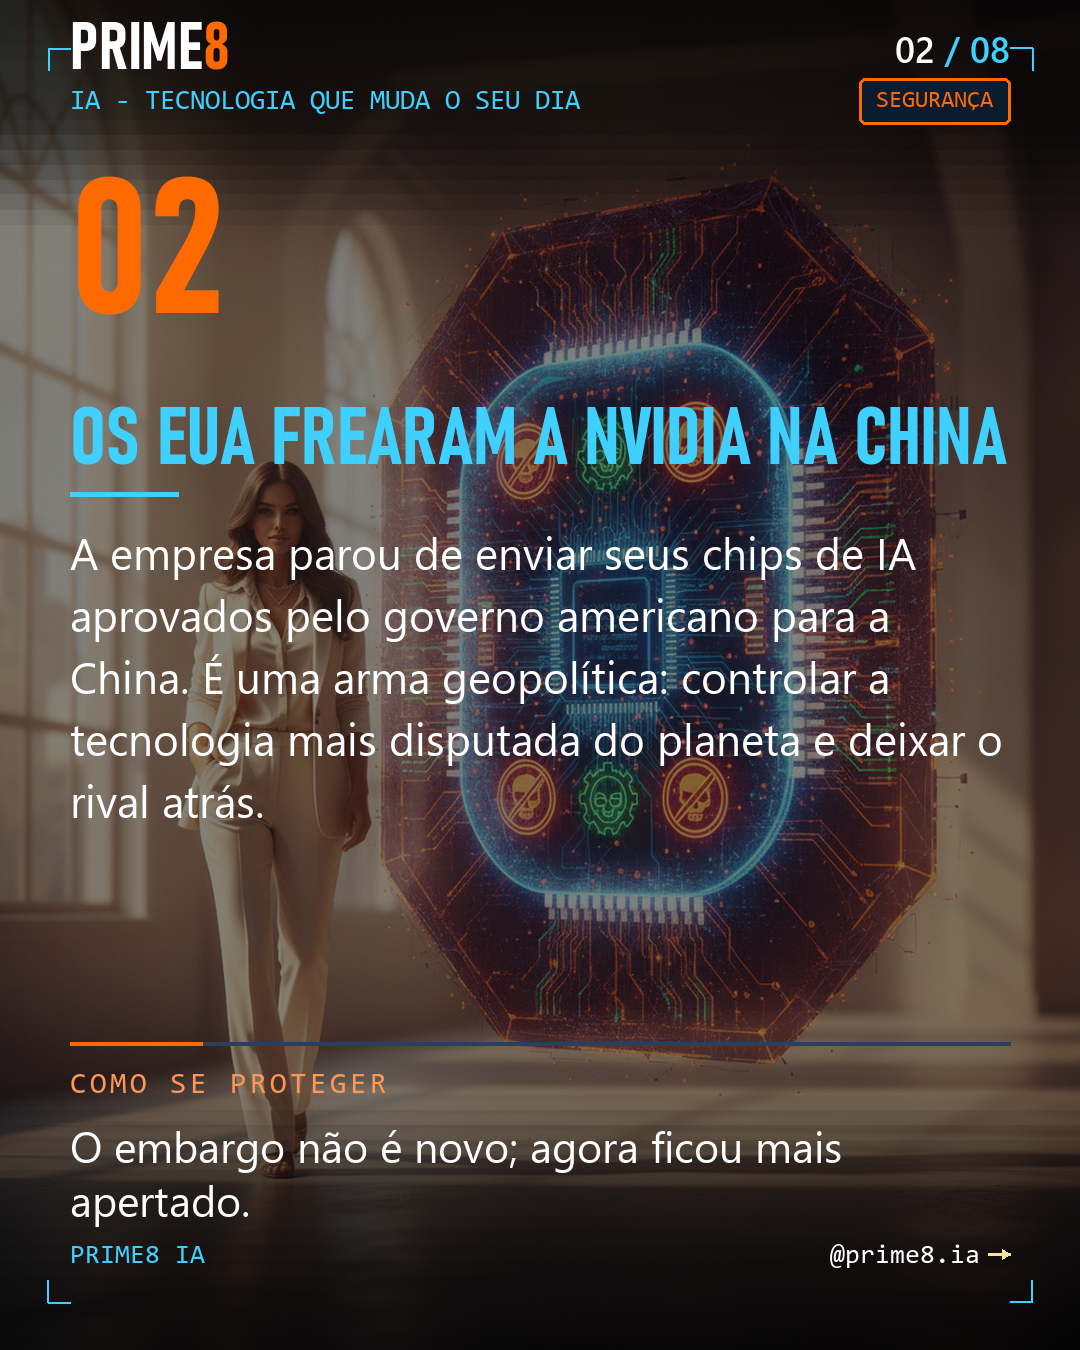 PRIME8
02 / 08
IA - TECNOLOGIA QUE MUDA O SEU DIA
SEGURANÇA
02
OS EUA FREARAM A NVIDIA NA CHINA
A empresa parou de enviar seus chips de IA
aprovados pelo governo americano para a
China. É uma arma geopolítica: controlar a
tecnologia mais disputada do planeta e deixar o
rival atrás.
COMO SE PROTEGER
O embargo não é novo; agora ficou mais
apertado.
PRIME8 IA
@prime8.ia